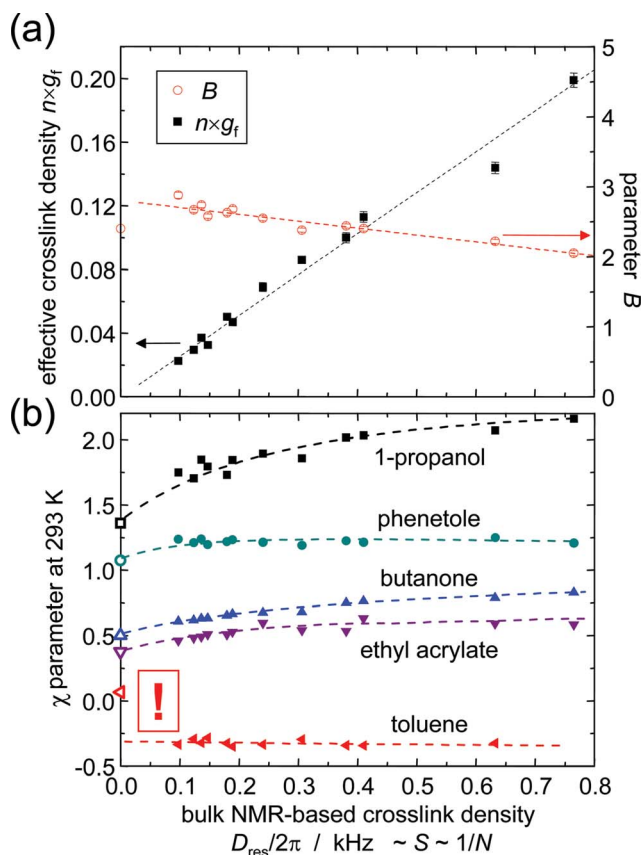 (a)
effective crosslink density n×g_f
0.20
0.16
0.12
0.08
0.04
0.00
B
n×g_f
5
4
3
2
1
0
parameter B
(b)
χ parameter at 293 K
2.0
1.5
1.0
0.5
0.0
-0.5
1-propanol
phenetole
butanone
ethyl acrylate
!
toluene
0.0 0.1 0.2 0.3 0.4 0.5 0.6 0.7 0.8
bulk NMR-based crosslink density
D_res/2π / kHz ~ S ~ 1/N